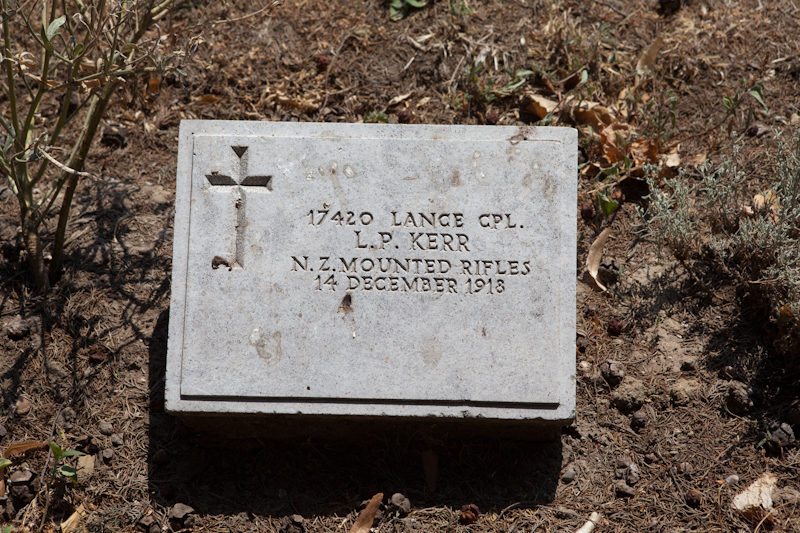 17420 LANCE CPL.
L.P. KERR
N.Z. MOUNTED RIFLES
14 DECEMBER 1918